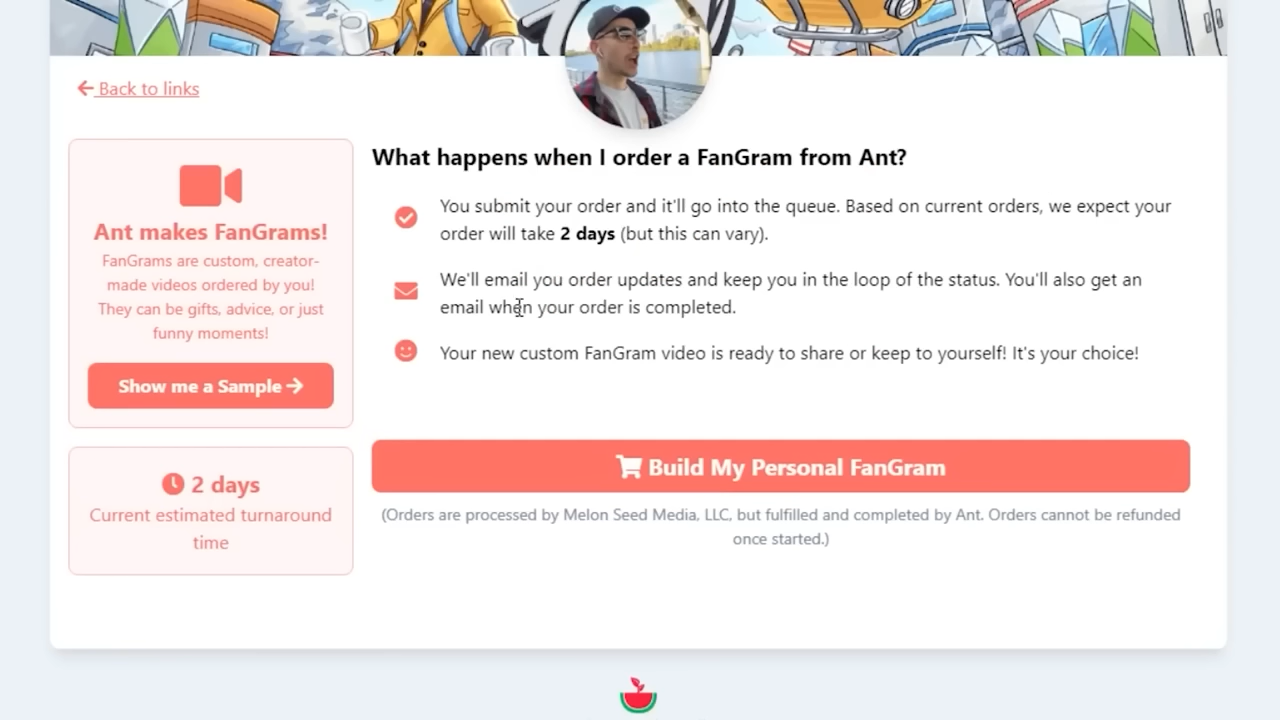 Back to links
What happens when I order a FanGram from Ant?
Ant makes FanGrams!
FanGrams are custom, creator-
made videos ordered by you!
They can be gifts, advice, or just
funny moments!
Show me a Sample
2 days
Current estimated turnaround
time
You submit your order and it'll go into the queue. Based on current orders, we expect your
order will take 2 days (but this can vary).
We'll email you order updates and keep you in the loop of the status. You'll also get an
email when your order is completed.
Your new custom FanGram video is ready to share or keep to yourself! It's your choice!
Build My Personal FanGram
(Orders are processed by Melon Seed Media, LLC, but fulfilled and completed by Ant. Orders cannot be refunded
once started.)